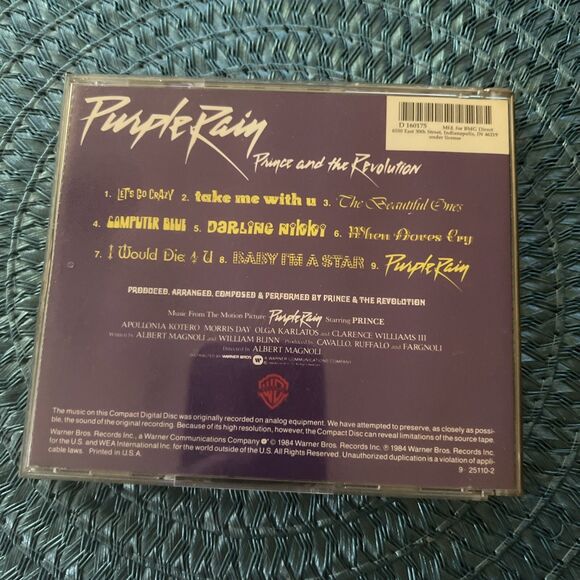 Purple Rain
Prince and the Revolution
D 160175 Mfd. for BMG Direct
6550 East 30th Street, Indianapolis, IN 46219
under license
1. LET'S GO CRAZY 2. take me with u 3. The Beautiful Ones
4. COMPUTER BLUE 5. DARLING NIKKI 6. When Doves Cry
7. I Would Die 4 U 8. BABY I'M A STAR 9. Purple Rain
PRODUCED, ARRANGED, COMPOSED & PERFORMED BY PRINCE & THE REVOLUTION
Music From The Motion Picture Purple Rain Starring PRINCE
APOLLONIA KOTERO MORRIS DAY OLGA KARLATOS and CLARENCE WILLIAMS III
Written by ALBERT MAGNOLI and WILLIAM BLINN Produced by CAVALLO, RUFFALO and FARGNOLI
Directed by ALBERT MAGNOLI
DISTRIBUTED BY WARNER BROS. A WARNER COMMUNICATIONS COMPANY
The music on this Compact Digital Disc was originally recorded on analog equipment. We have attempted to preserve, as closely as possi-
ble, the sound of the original recording. Because of its high resolution, however, the Compact Disc can reveal limitations of the source tape.
Warner Bros. Records Inc., a Warner Communications Company ℗ © 1984 Warner Bros. Records Inc. ℗ 1984 Warner Bros. Records Inc.
for the U.S. and WEA International Inc. for the world outside of the U.S. All Rights Reserved. Unauthorized duplication is a violation of appli-
cable laws. Printed in U.S.A.
9 25110-2